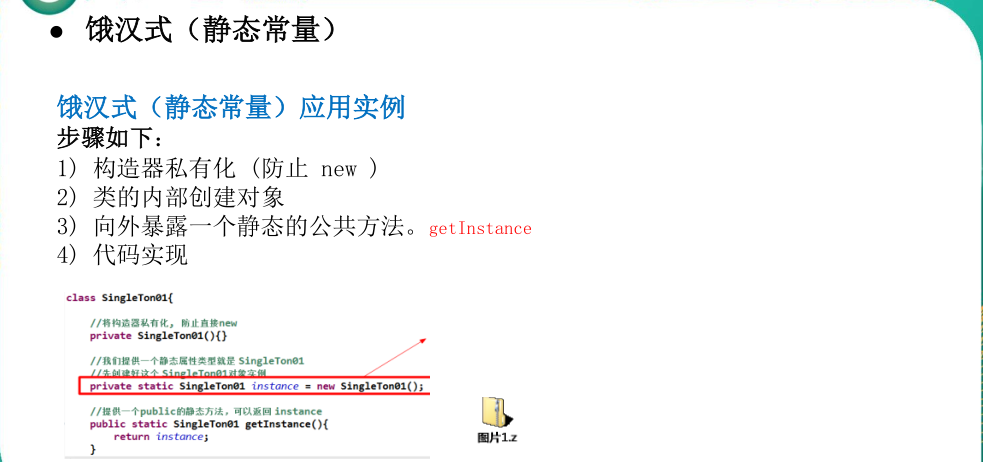 ● 饿汉式（静态常量）
饿汉式（静态常量）应用实例
步骤如下：
1) 构造器私有化 (防止 new )
2) 类的内部创建对象
3) 向外暴露一个静态的公共方法。getInstance
4) 代码实现
class SingleTon01{
//将构造器私有化, 防止直接new
private SingleTon01(){}
//我们提供一个静态属性类型就是 SingleTon01
//先创建好这个 SingleTon01对象实例
private static SingleTon01 instance = new SingleTon01();
//提供一个public的静态方法，可以返回 instance
public static SingleTon01 getInstance(){
return instance;
}
图片1.z